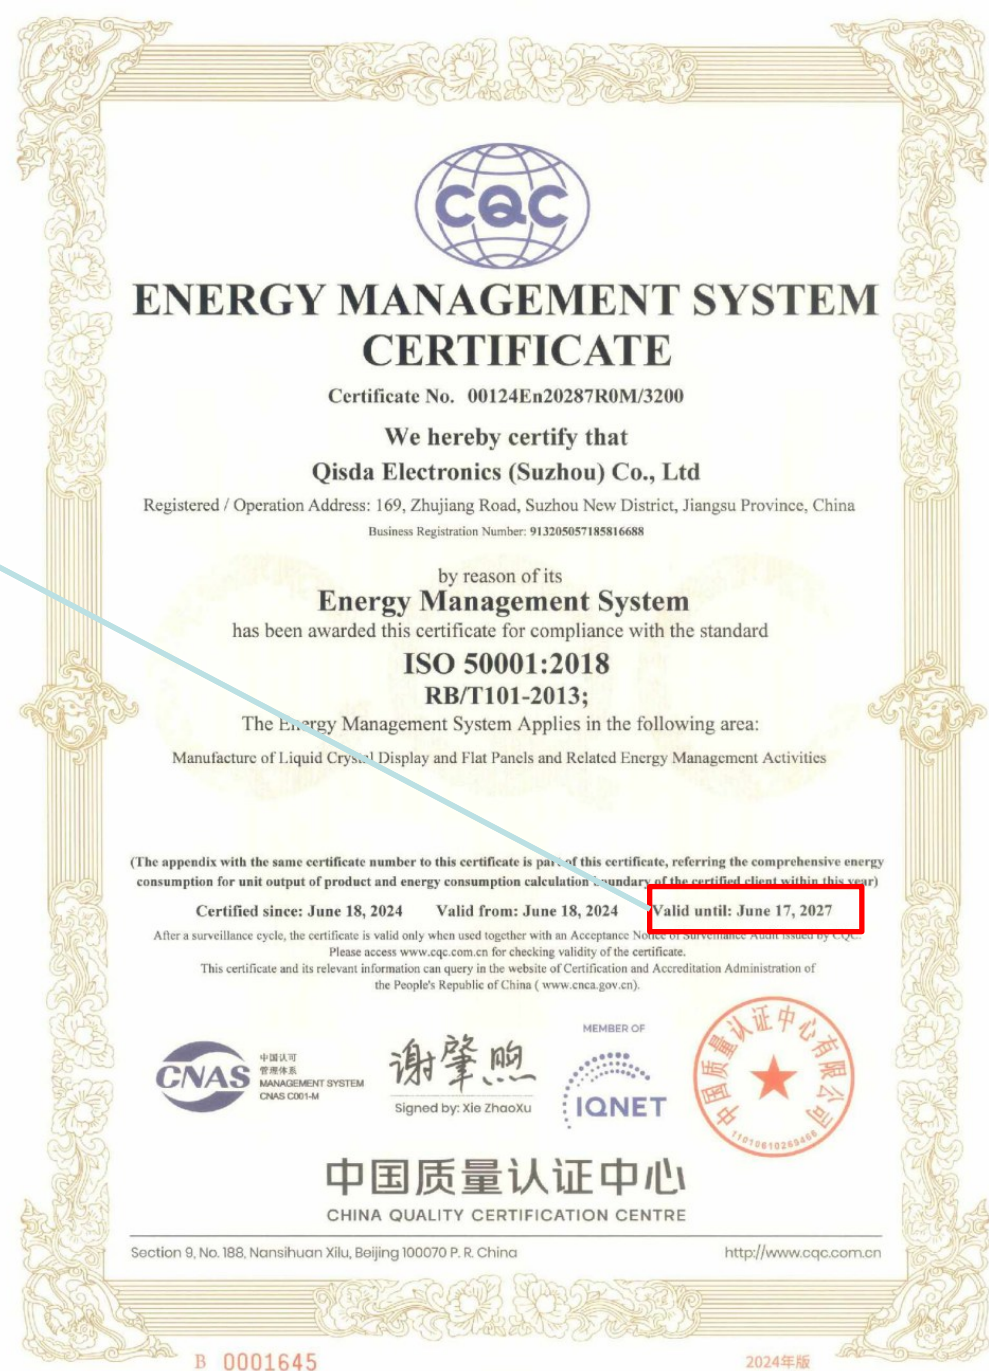 CQC
ENERGY MANAGEMENT SYSTEM
CERTIFICATE
Certificate No. 00124En20287R0M/3200
We hereby certify that
Qisda Electronics (Suzhou) Co., Ltd
Registered / Operation Address: 169, Zhujiang Road, Suzhou New District, Jiangsu Province, China
Business Registration Number: 913205057185816688
by reason of its
Energy Management System
has been awarded this certificate for compliance with the standard
ISO 50001:2018
RB/T101-2013;
The Energy Management System Applies in the following area:
Manufacture of Liquid Crystal Display and Flat Panels and Related Energy Management Activities
(The appendix with the same certificate number to this certificate is part of this certificate, referring the comprehensive energy
consumption for unit output of product and energy consumption calculation boundary of the certified client within this year)
Certified since: June 18, 2024 Valid from: June 18, 2024 Valid until: June 17, 2027
After a surveillance cycle, the certificate is valid only when used together with an Acceptance Notice of Surveillance Audit issued by CQC.
Please access www.cqc.com.cn for checking validity of the certificate.
This certificate and its relevant information can query in the website of Certification and Accreditation Administration of
the People's Republic of China ( www.cnca.gov.cn).
CNAS
中国认可
管理体系
MANAGEMENT SYSTEM
CNAS C001-M
谢肇煦
Signed by: Xie ZhaoXu
MEMBER OF
IQNET
中国质量认证中心有限公司
11010610269466
中国质量认证中心
CHINA QUALITY CERTIFICATION CENTRE
Section 9, No. 188, Nansihuan Xilu, Beijing 100070 P. R. China http://www.cqc.com.cn
B 0001645 2024年版